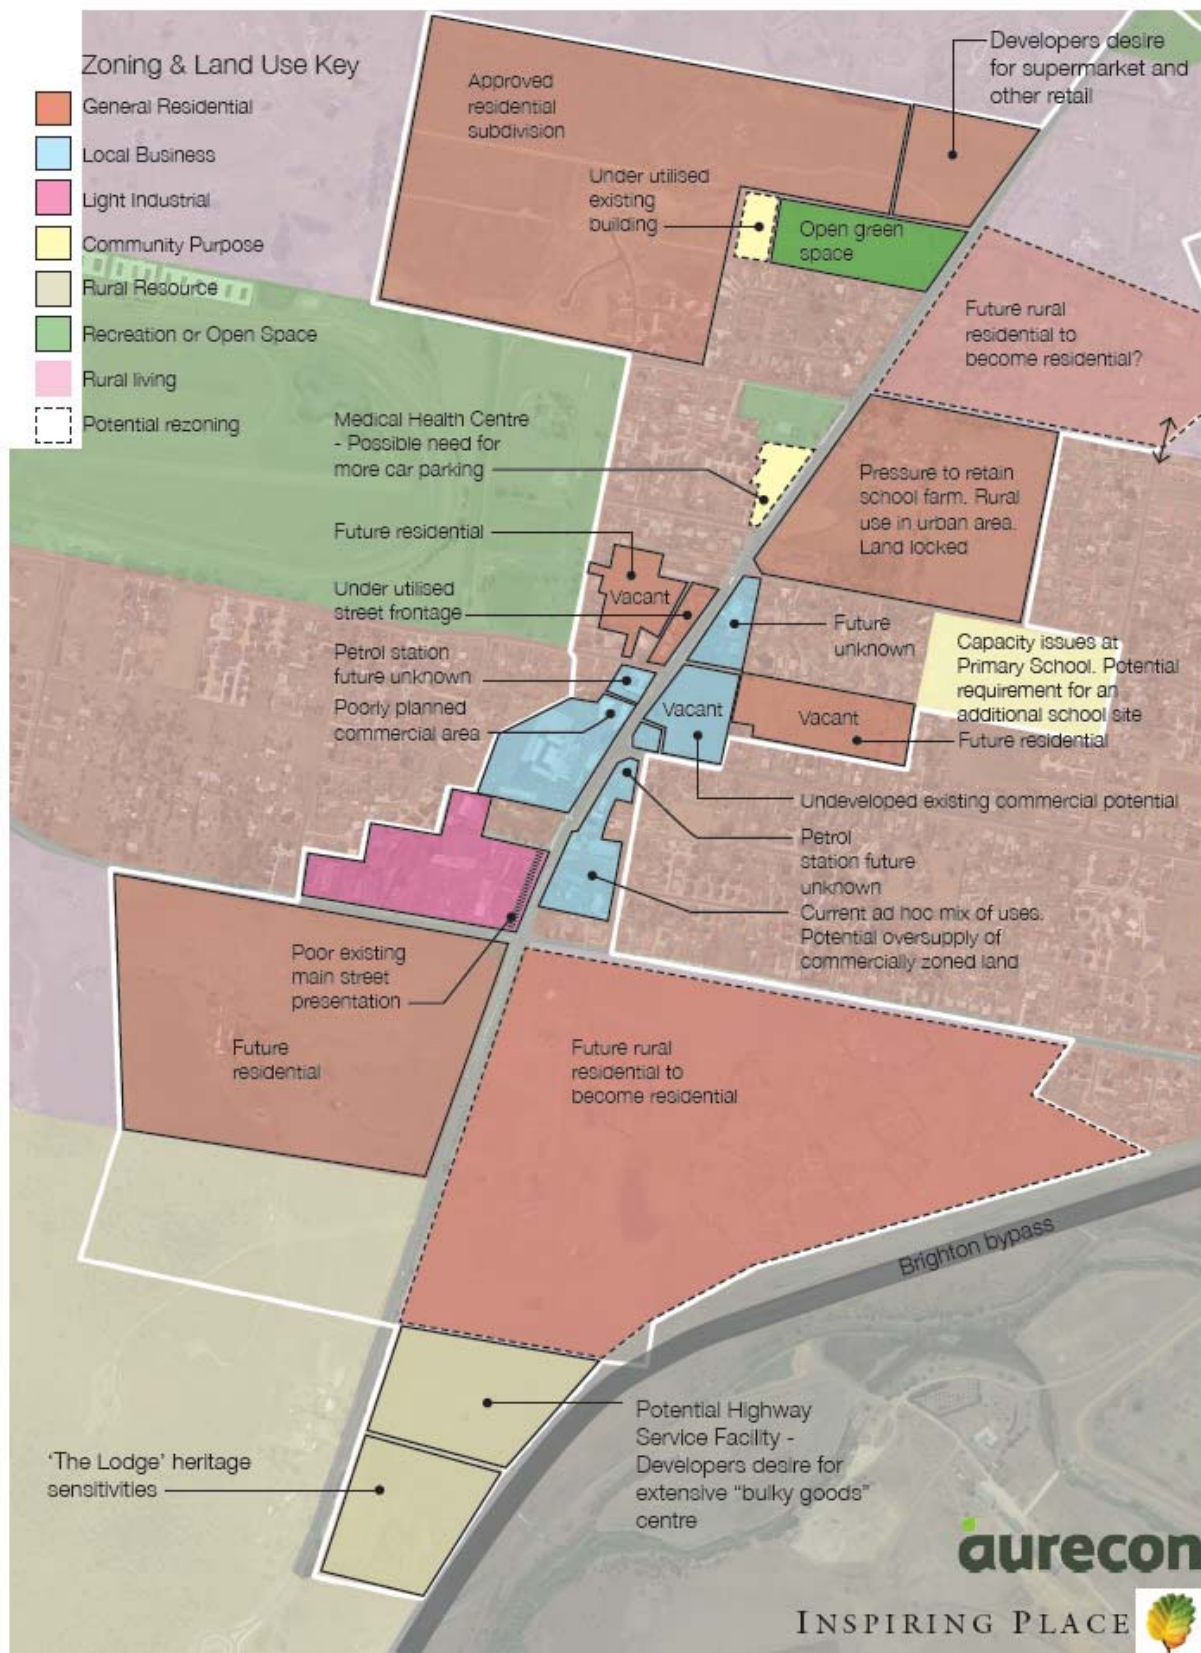 Zoning & Land Use Key
General Residential
Local Business
Light Industrial
Community Purpose
Rural Resource
Recreation or Open Space
Rural living
Potential rezoning
Approved
residential
subdivision
Developers desire
for supermarket and
other retail
Under utilised
existing
building
Open green
space
Future rural
residential to
become residential?
Medical Health Centre
- Possible need for
more car parking
Pressure to retain
school farm. Rural
use in urban area.
Land locked
Future residential
Vacant
Under utilised
street frontage
Future
unknown
Capacity issues at
Primary School. Potential
requirement for an
additional school site
Petrol station
future unknown
Poorly planned
commercial area
Vacant
Vacant
Future residential
Undeveloped existing commercial potential
Petrol
station future
unknown
Current ad hoc mix of uses.
Potential oversupply of
commercially zoned land
Poor existing
main street
presentation
Future
residential
Future rural
residential to
become residential
Brighton bypass
Potential Highway
Service Facility -
Developers desire for
extensive “bulky goods”
centre
‘The Lodge’ heritage
sensitivities
aurecon
INSPIRING PLACE